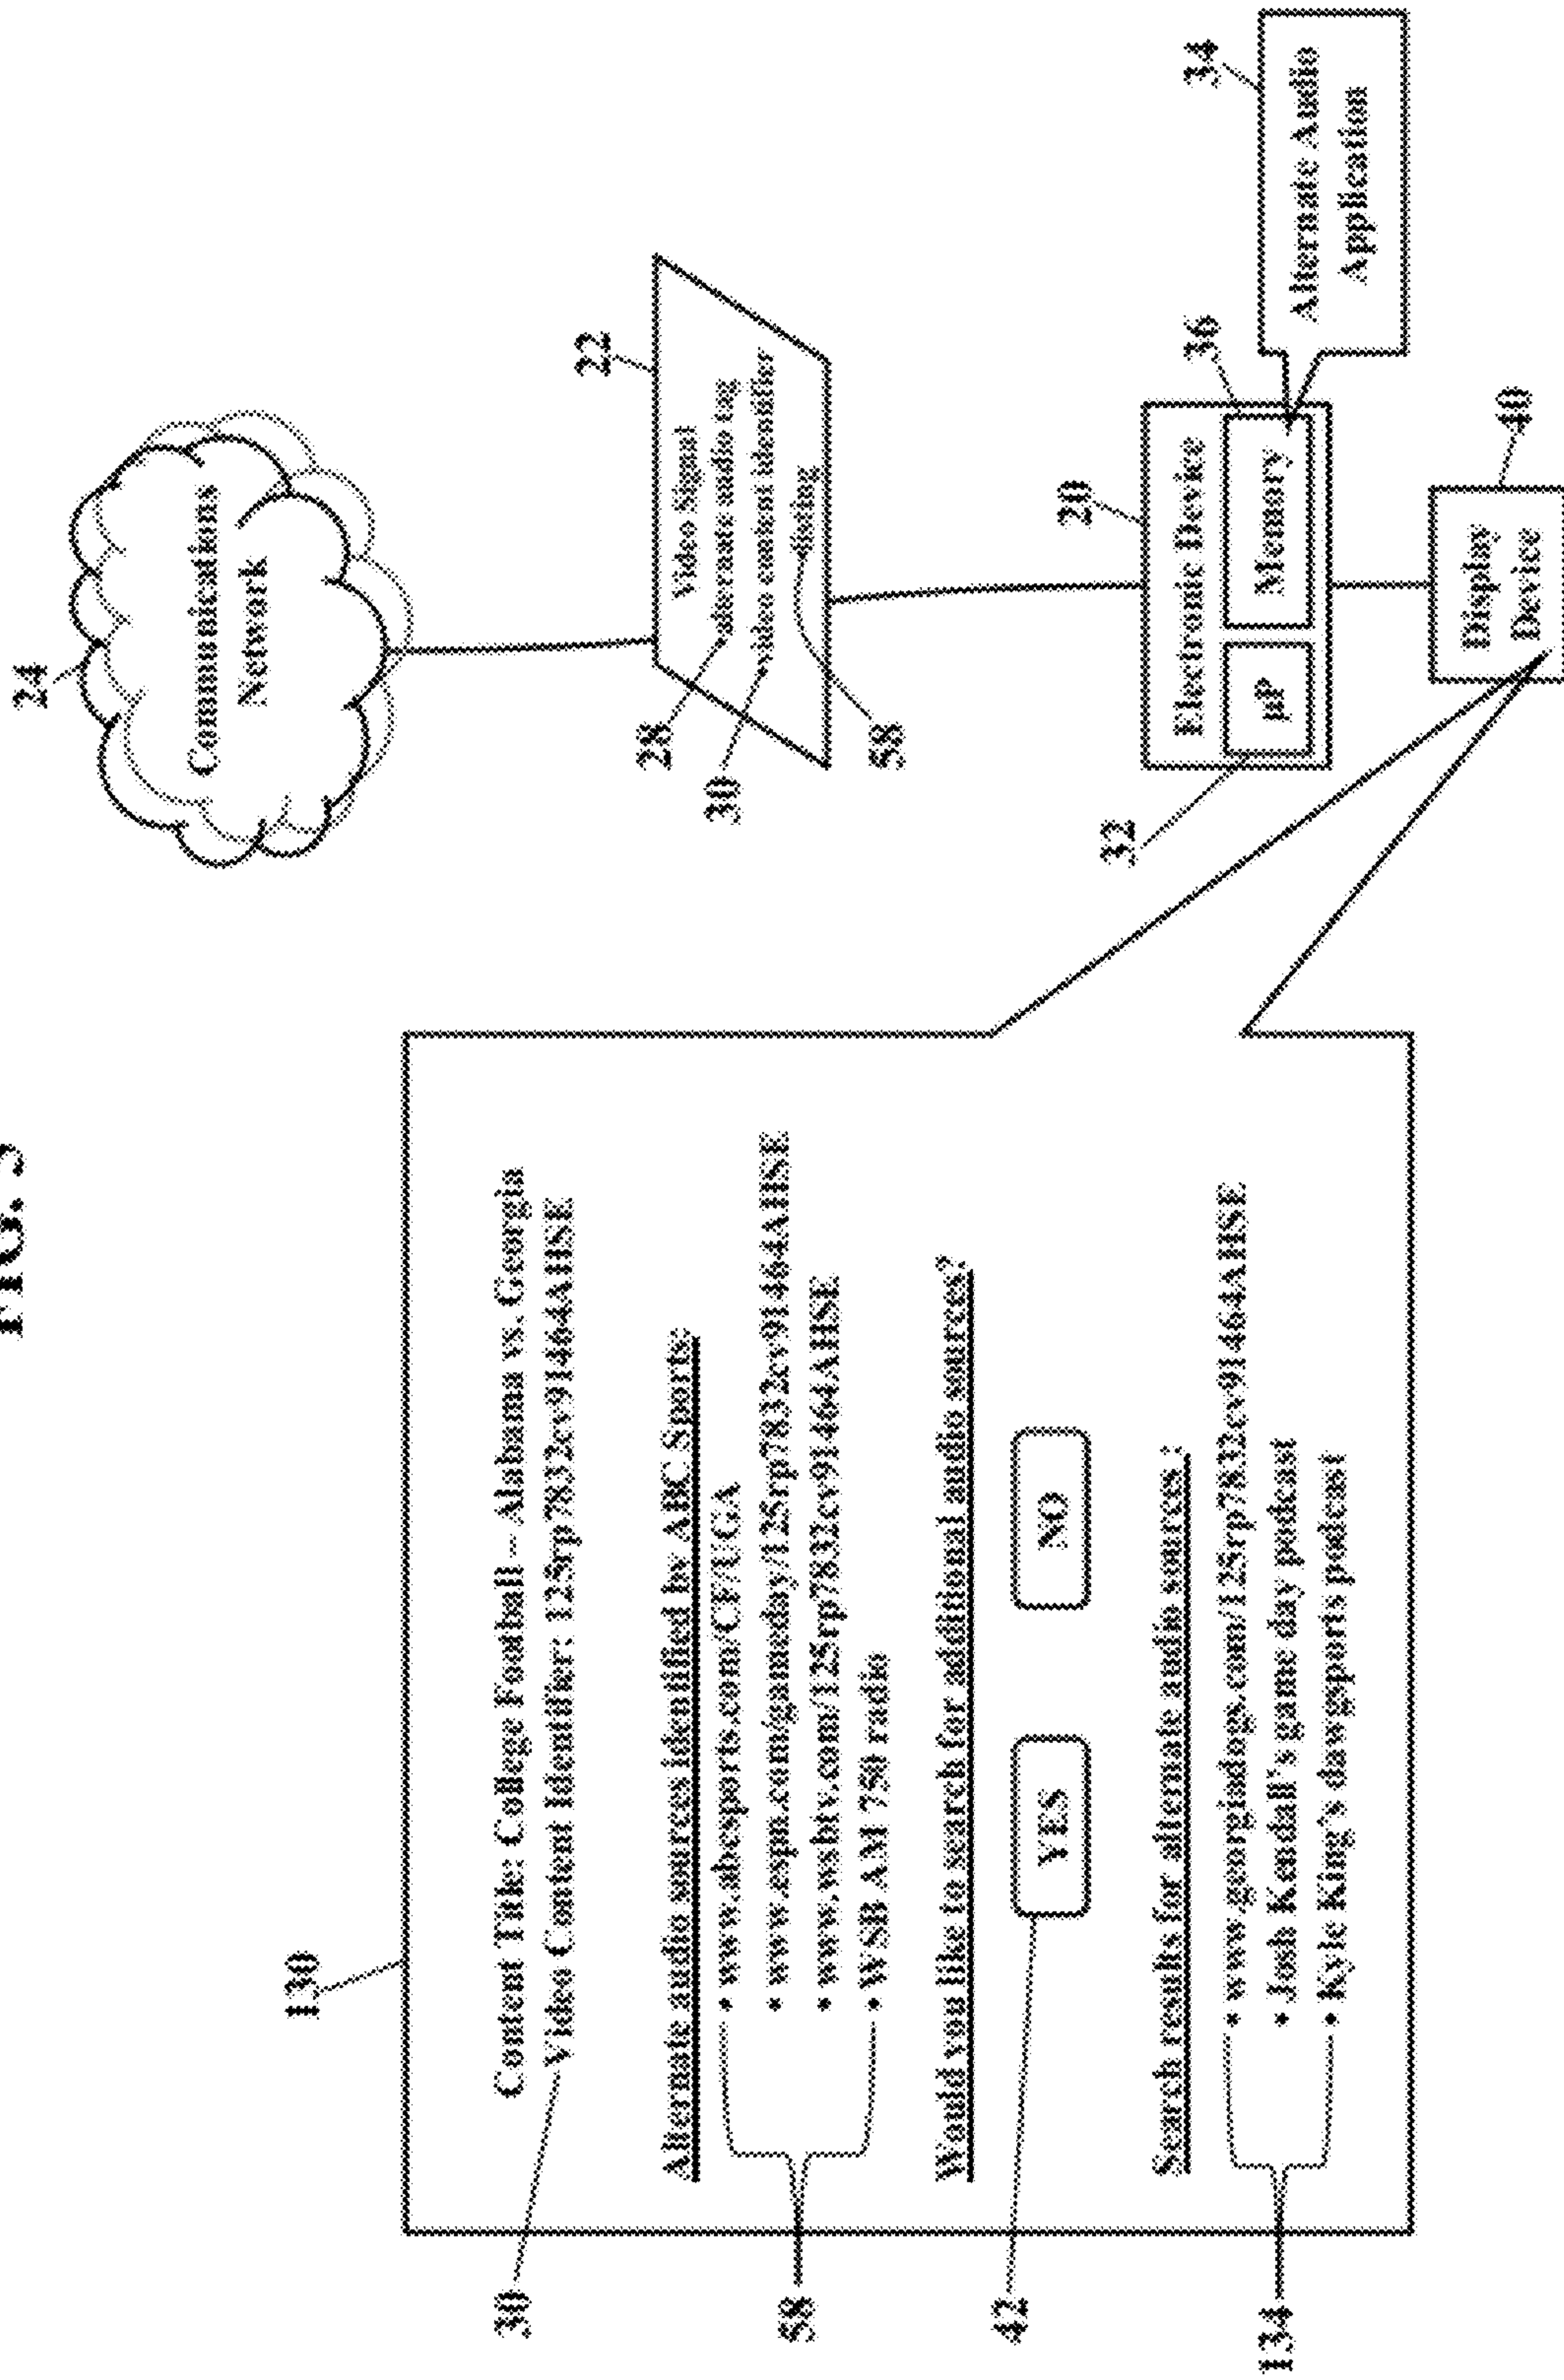 FIG. 5
24
Communications
Network
22
Video Signal
28
alternate audio tag
30
video content identifier
listing
58
20
Electronic Device
36
32
μP
Memory
34
Alternate Audio
Application
40
Display
Device
130
Content Title: College Football – Alabama vs. Georgia
30
Video Content Identifier: 125rp7832cv91464AHSE
Alternate audio sources identified by ABC Sports:
• www.abcsports.com/CF/UGA
• www.espn.com/gameday/125rp7832cv91464AHSE
• www.wsbtv.com/125rp7832cv91464AHSE
• WSB AM 750 radio
58
Would you like to search for additional audio sources?
YES
NO
42
Search results for alternate audio sources :
• www.georgiadogs.com/125rp7832cv91464AHSE
• Josh Kendall's game day podcast
• Kyle King's dawgsports podcast
134